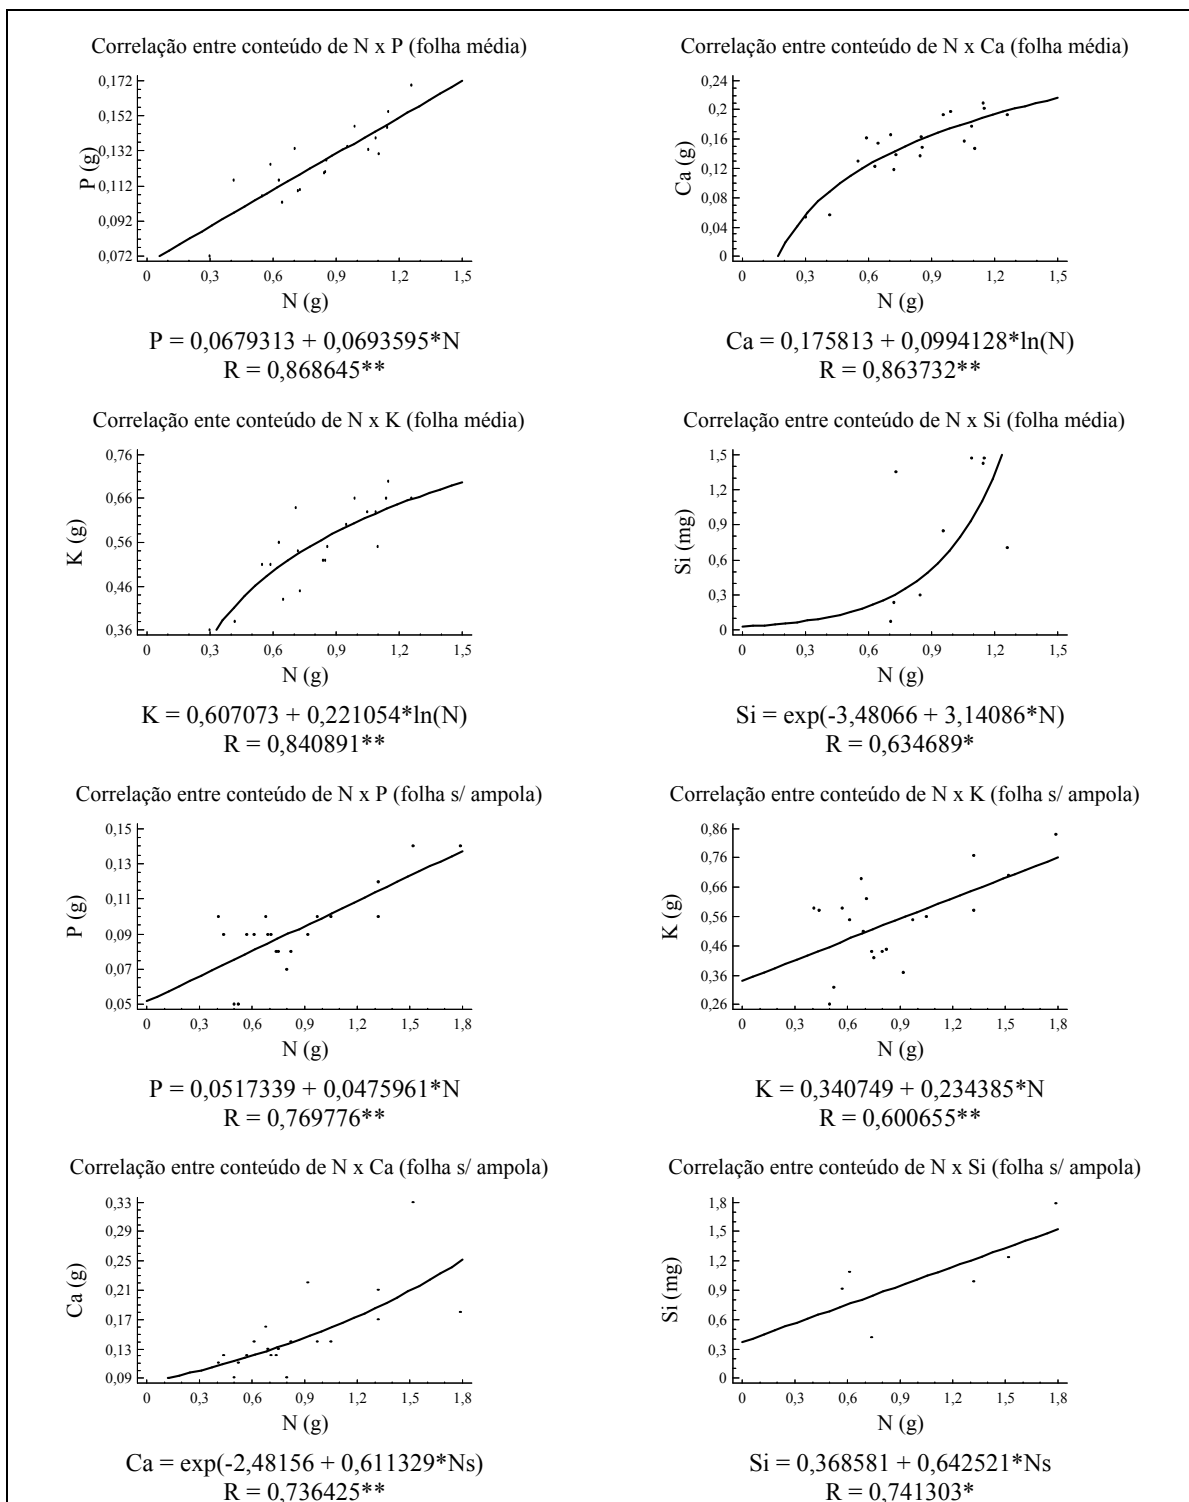 Correlação entre conteúdo de N x P (folha média)
0,172
0,152
0,132
0,112
0,092
0,072
P (g)
0
0,3
0,6
0,9
1,2
1,5
N (g)
P = 0,0679313 + 0,0693595*N
R = 0,868645**
Correlação entre conteúdo de N x Ca (folha média)
0,24
0,2
0,16
0,12
0,08
0,04
0
Ca (g)
0
0,3
0,6
0,9
1,2
1,5
N (g)
Ca = 0,175813 + 0,0994128*ln(N)
R = 0,863732**
Correlação ente conteúdo de N x K (folha média)
0,76
0,66
0,56
0,46
0,36
K (g)
0
0,3
0,6
0,9
1,2
1,5
N (g)
K = 0,607073 + 0,221054*ln(N)
R = 0,840891**
Correlação entre conteúdo de N x Si (folha média)
1,5
1,2
0,9
0,6
0,3
0
Si (mg)
0
0,3
0,6
0,9
1,2
1,5
N (g)
Si = exp(-3,48066 + 3,14086*N)
R = 0,634689*
Correlação entre conteúdo de N x P (folha s/ ampola)
0,15
0,13
0,11
0,09
0,07
0,05
P (g)
0
0,3
0,6
0,9
1,2
1,5
1,8
N (g)
P = 0,0517339 + 0,0475961*N
R = 0,769776**
Correlação entre conteúdo de N x K (folha s/ ampola)
0,86
0,76
0,66
0,56
0,46
0,36
0,26
K (g)
0
0,3
0,6
0,9
1,2
1,5
1,8
N (g)
K = 0,340749 + 0,234385*N
R = 0,600655**
Correlação entre conteúdo de N x Ca (folha s/ ampola)
0,33
0,29
0,25
0,21
0,17
0,13
0,09
Ca (g)
0
0,3
0,6
0,9
1,2
1,5
1,8
N (g)
Ca = exp(-2,48156 + 0,611329*Ns)
R = 0,736425**
Correlação entre conteúdo de N x Si (folha s/ ampola)
1,8
1,5
1,2
0,9
0,6
0,3
0
Si (mg)
0
0,3
0,6
0,9
1,2
1,5
1,8
N (g)
Si = 0,368581 + 0,642521*Ns
R = 0,741303*